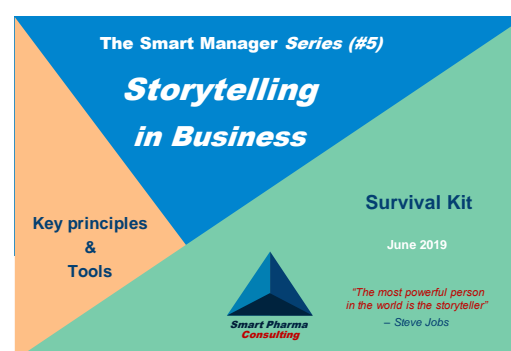 The Smart Manager Series (#5)
Storytelling
in Business
Key principles
&
Tools
Survival Kit
June 2019
"The most powerful person
in the world is the storyteller"
– Steve Jobs
Smart Pharma
Consulting